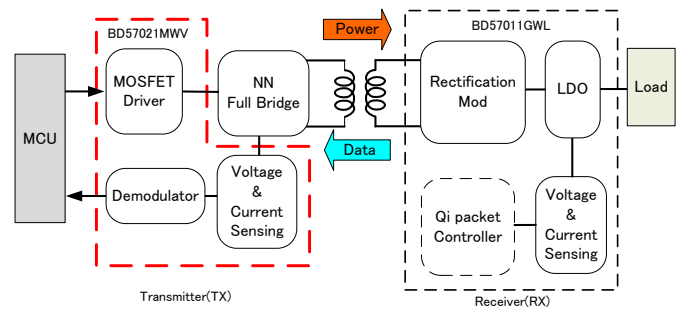 BD57021MWV
Power
BD57011GWL
MCU
MOSFET
Driver
NN
Full Bridge
Rectification
Mod
LDO
Load
Data
Demodulator
Voltage
&
Current
Sensing
Qi packet
Controller
Voltage
&
Current
Sensing
Transmitter(TX)
Receiver(RX)